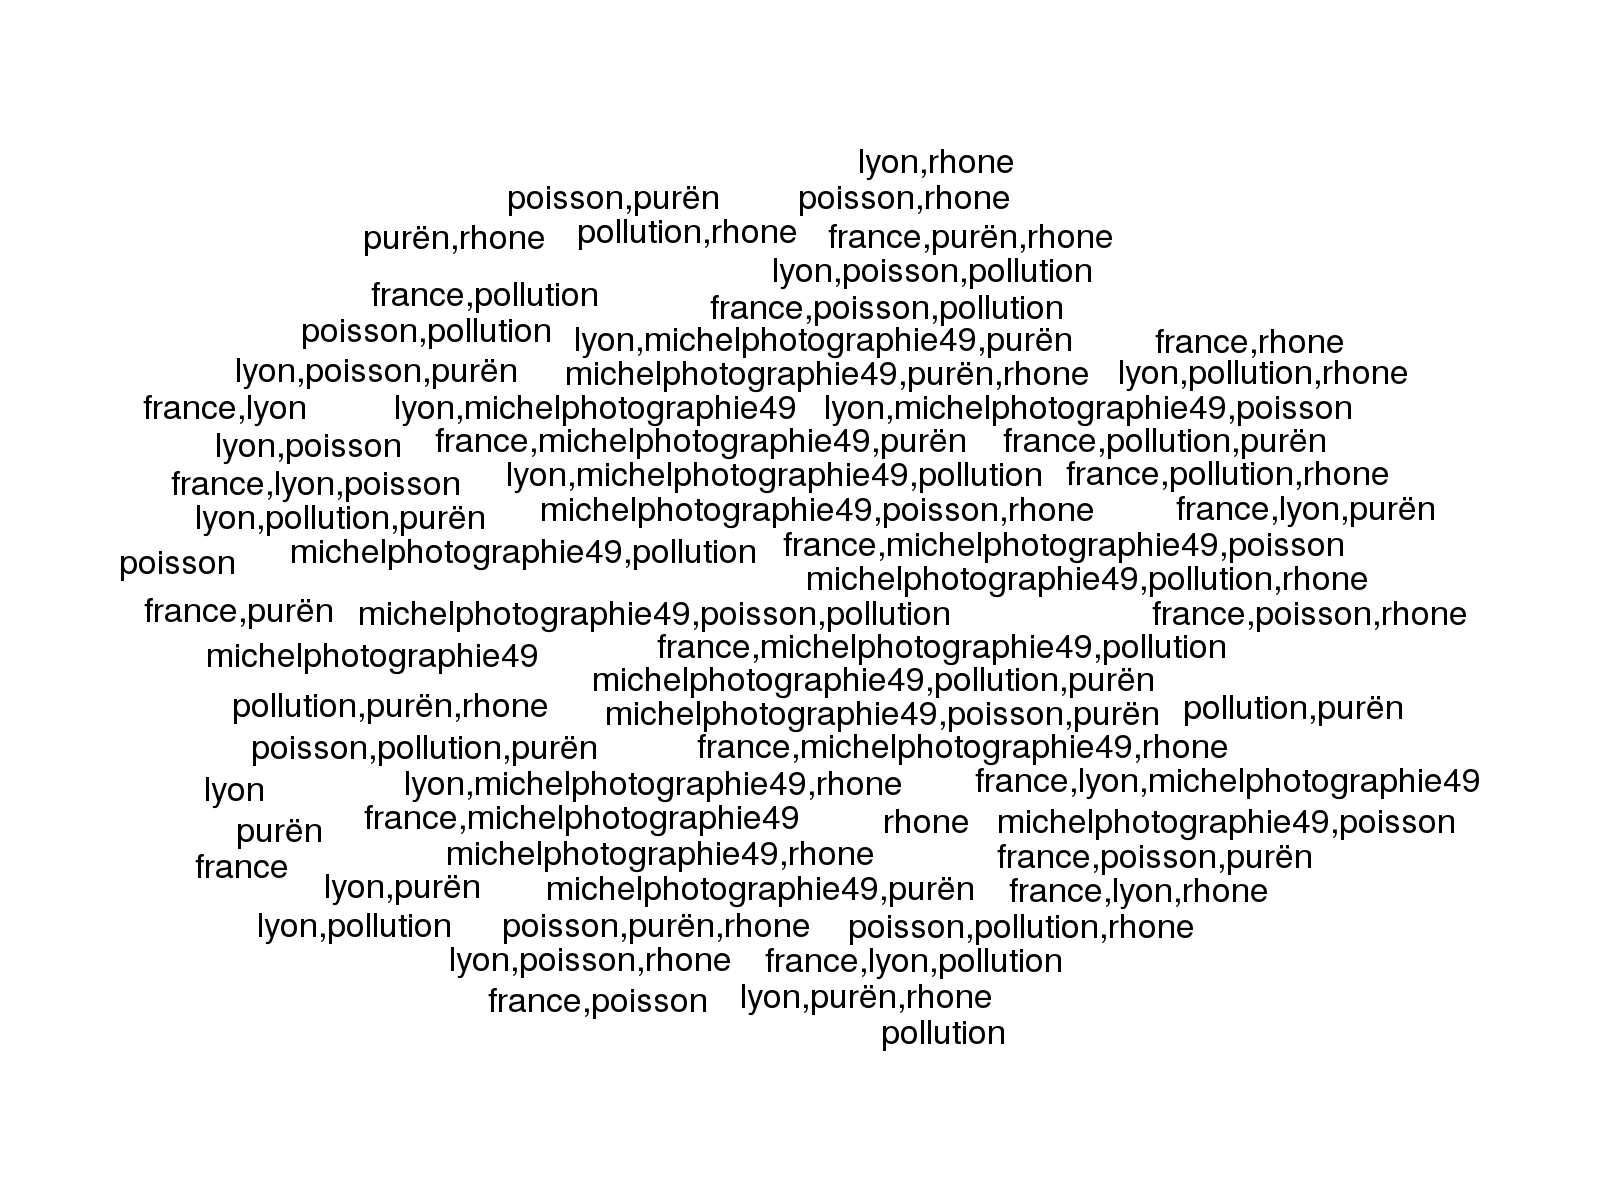 lyon,rhone
poisson,purën poisson,rhone
purën,rhone pollution,rhone france,purën,rhone
lyon,poisson,pollution
france,pollution france,poisson,pollution
poisson,pollution lyon,michelphotographie49,purën france,rhone
lyon,poisson,purën michelphotographie49,purën,rhone lyon,pollution,rhone
france,lyon lyon,michelphotographie49 lyon,michelphotographie49,poisson
lyon,poisson france,michelphotographie49,purën france,pollution,purën
france,lyon,poisson lyon,michelphotographie49,pollution france,pollution,rhone
lyon,pollution,purën michelphotographie49,poisson,rhone france,lyon,purën
poisson michelphotographie49,pollution france,michelphotographie49,poisson
michelphotographie49,pollution,rhone
france,purën michelphotographie49,poisson,pollution france,poisson,rhone
michelphotographie49 france,michelphotographie49,pollution
michelphotographie49,pollution,purën
pollution,purën,rhone michelphotographie49,poisson,purën pollution,purën
poisson,pollution,purën france,michelphotographie49,rhone
lyon lyon,michelphotographie49,rhone france,lyon,michelphotographie49
purën france,michelphotographie49 rhone michelphotographie49,poisson
france michelphotographie49,rhone france,poisson,purën
lyon,purën michelphotographie49,purën france,lyon,rhone
lyon,pollution poisson,purën,rhone poisson,pollution,rhone
lyon,poisson,rhone france,lyon,pollution
france,poisson lyon,purën,rhone
pollution